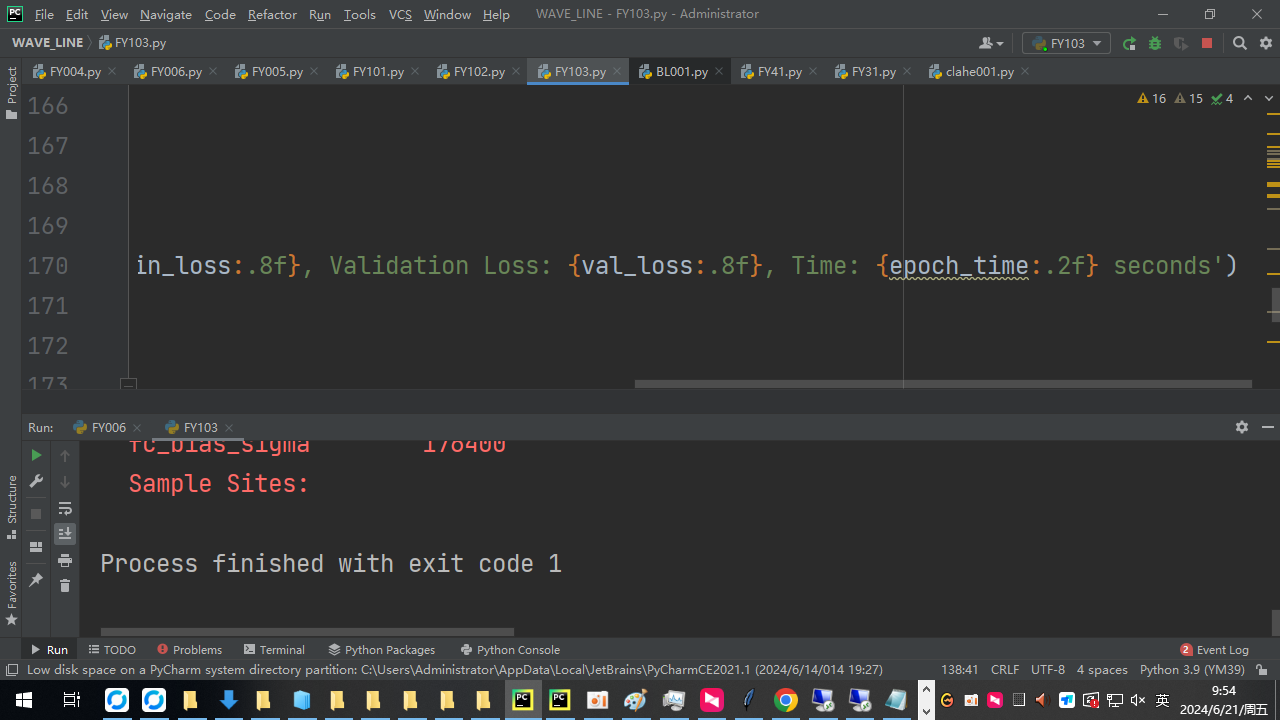 File Edit View Navigate Code Refactor Run Tools VCS Window Help WAVE_LINE - FY103.py - Administrator
WAVE_LINE FY103.py FY103
FY004.py FY006.py FY005.py FY101.py FY102.py FY103.py BL001.py FY41.py FY31.py clahe001.py
Project
16 15 4
166
167
168
169
170 in_loss:.8f}, Validation Loss: {val_loss:.8f}, Time: {epoch_time:.2f} seconds')
171
172
173
Run: FY006 FY103
fc_bias_sigma 178400
Sample Sites:
Process finished with exit code 1
Structure
Favorites
Run TODO Problems Terminal Python Packages Python Console 2 Event Log
Low disk space on a PyCharm system directory partition: C:\Users\Administrator\AppData\Local\JetBrains\PyCharmCE2021.1 (2024/6/14/014 19:27) 138:41 CRLF UTF-8 4 spaces Python 3.9 (YM39)
英
9:54
2024/6/21/周五